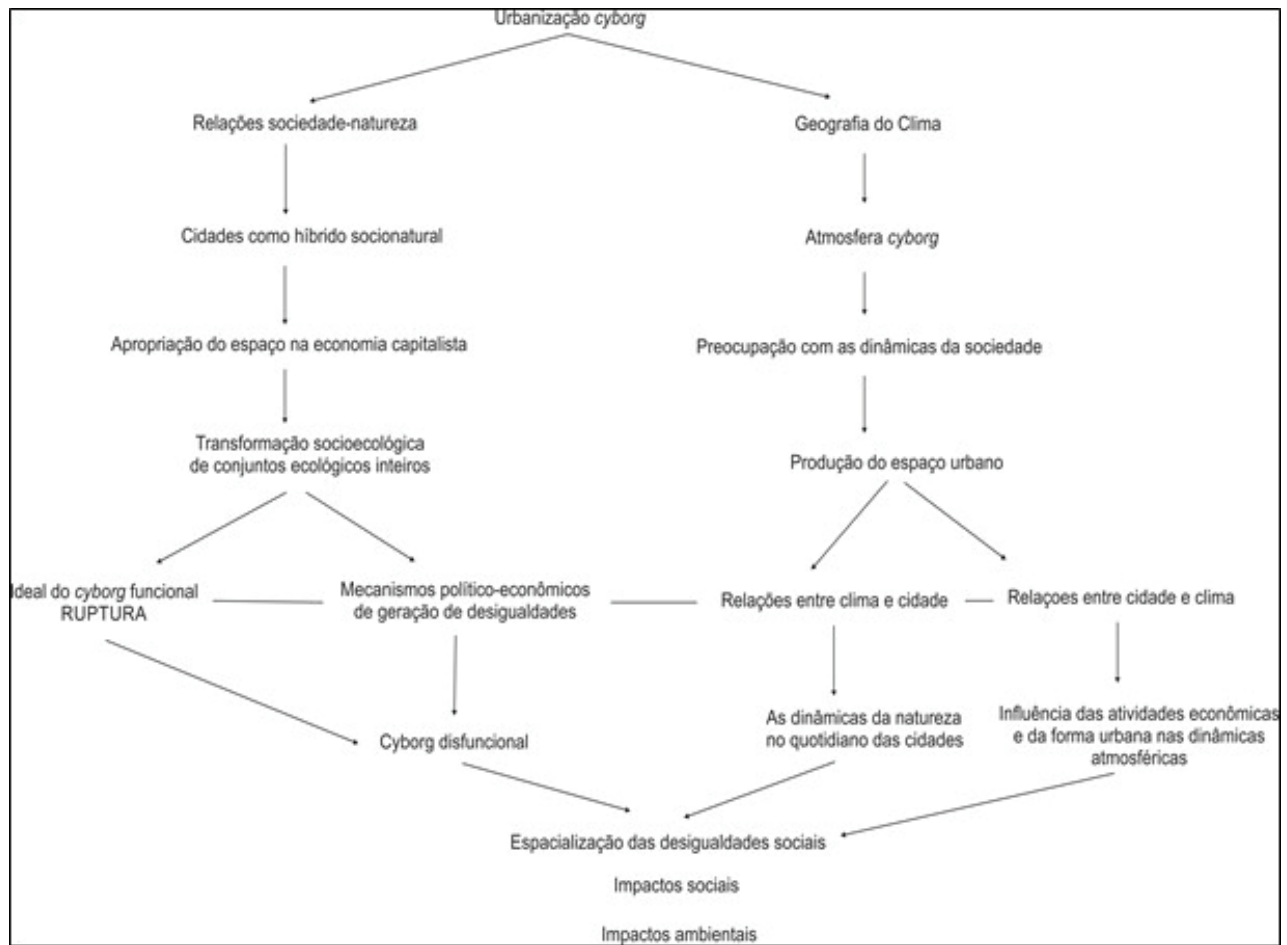 Urbanização cyborg
Relações sociedade-natureza
Geografia do Clima
Cidades como híbrido socionatural
Atmosfera cyborg
Apropriação do espaço na economia capitalista
Preocupação com as dinâmicas da sociedade
Transformação socioecológica
de conjuntos ecológicos inteiros
Produção do espaço urbano
Ideal do cyborg funcional
RUPTURA
Mecanismos político-econômicos
de geração de desigualdades
Relações entre clima e cidade
Relaçoes entre cidade e clima
Cyborg disfuncional
As dinâmicas da natureza
no quotidiano das cidades
Influência das atividades econômicas
e da forma urbana nas dinâmicas
atmosféricas
Espacialização das desigualdades sociais
Impactos sociais
Impactos ambientais